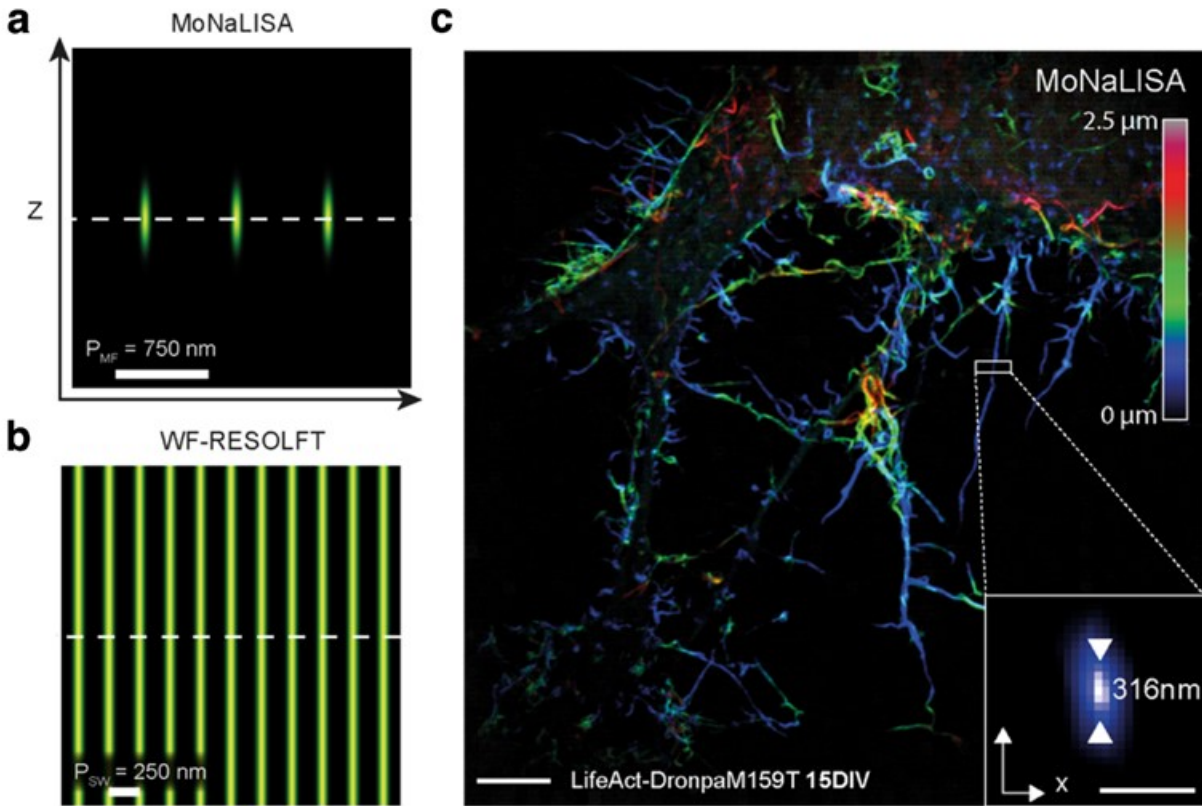 a
MoNaLISA
Z
P_MF = 750 nm
b
WF-RESOLFT
P_SW = 250 nm
c
MoNaLISA
2.5 μm
0 μm
316nm
x
LifeAct-DronpaM159T 15DIV